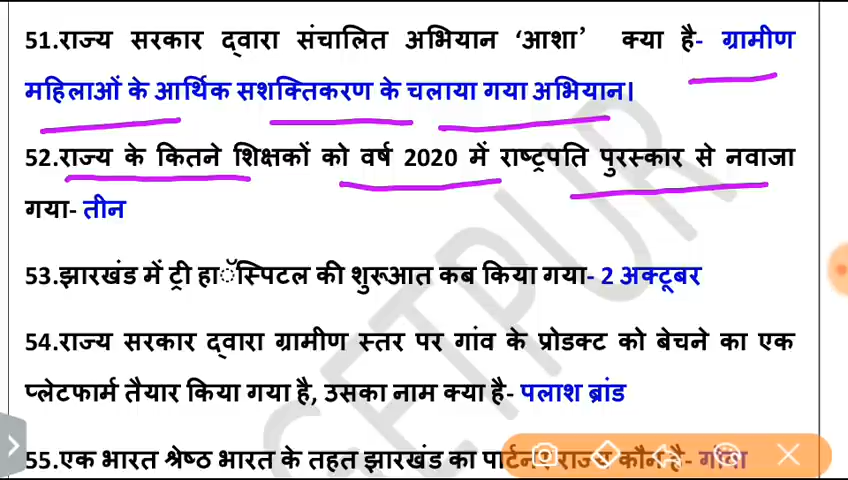 51.राज्य सरकार द्वारा संचालित अभियान ‘आशा’ क्या है- ग्रामीण
महिलाओं के आर्थिक सशक्तिकरण के चलाया गया अभियान।
52.राज्य के कितने शिक्षकों को वर्ष 2020 में राष्ट्रपति पुरस्कार से नवाजा
गया- तीन
53.झारखंड में ट्री हाॅस्पिटल की शुरूआत कब किया गया- 2 अक्टूबर
54.राज्य सरकार द्वारा ग्रामीण स्तर पर गांव के प्रोडक्ट को बेचने का एक
प्लेटफार्म तैयार किया गया है, उसका नाम क्या है- पलाश ब्रांड
55.एक भारत श्रेष्ठ भारत के तहत झारखंड का पार्टनर राज्य कौन है- गोवा